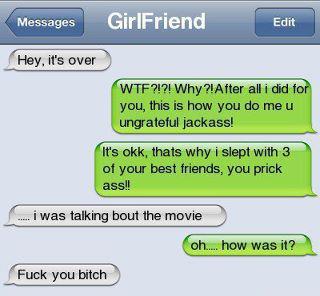 Messages GirlFriend Edit
Hey, it's over
WTF?!?! Why?!After all i did for
you, this is how you do me u
ungrateful jackass!
It's okk, thats why i slept with 3
of your best friends, you prick
ass!!
..... i was talking bout the movie
oh..... how was it?
Fuck you bitch